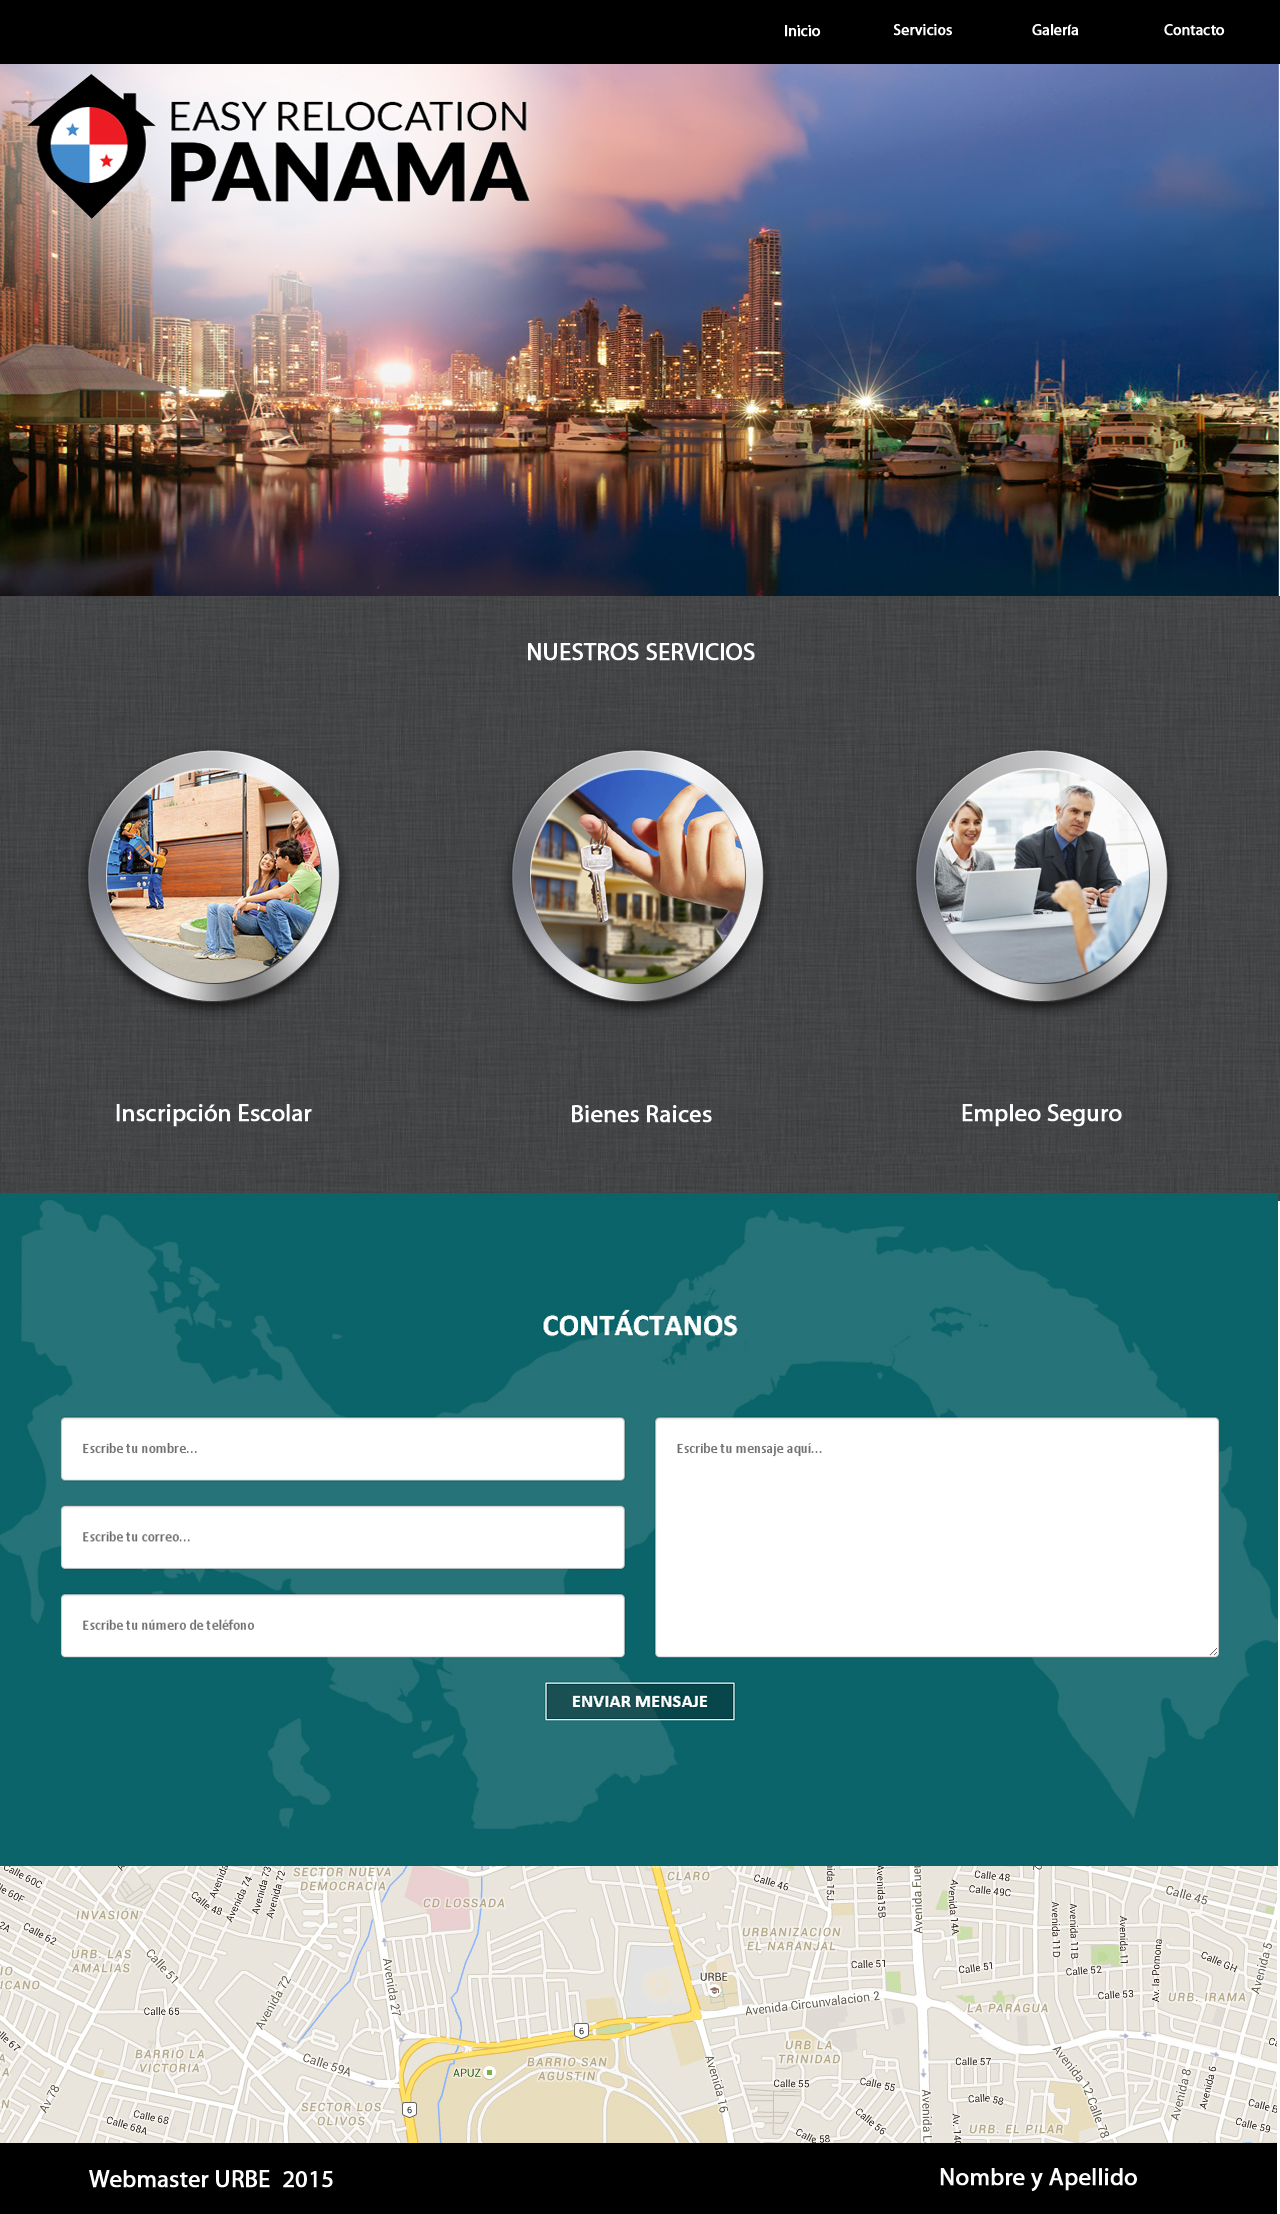 Inicio
Servicios
Galería
Contacto
EASY RELOCATION
PANAMA
NUESTROS SERVICIOS
Inscripción Escolar
Bienes Raices
Empleo Seguro
CONTÁCTANOS
Escribe tu nombre...
Escribe tu mensaje aquí...
Escribe tu correo...
Escribe tu número de teléfono
ENVIAR MENSAJE
Calle 60C
Calle 60F
Calle 62
Calle 48
Avenida 74
Avenida 73
Avenida 72
SECTOR NUEVA
DEMOCRACIA
CD LOSSADA
CLARO
Calle 46
Calle 48
Calle 49C
Calle 45
INVASIÓN
URB. LAS
AMALIAS
Calle 51
Avenida 72
Avenida 27
Calle 65
URBANIZACION
EL NARANJAL
Avenida15B
Avenida 14A
Calle 51
Calle 51
Avenida 11D
Avenida 11B
Avenida 11
Calle 52
Av. la Pomona
Calle GH
Avenida 5
URBE
Avenida Circunvalacion 2
LA PARAGUA
Calle 53
URB. IRAMA
Calle 67
BARRIO LA
VICTORIA
Calle 59A
6
APUZ
BARRIO SAN
AGUSTIN
URB LA
TRINIDAD
Calle 57
Calle 55
Calle 55
Calle 58
Avenida 16
Avenida 12
Calle 78
Avenida 8
Avenida 6
Av. 78
Calle 68
Calle 68A
SECTOR LOS
OLIVOS
6
Calle 56
Calle 58
Avenida L
URB. EL PILAR
Calle 59
Webmaster URBE 2015
Nombre y Apellido